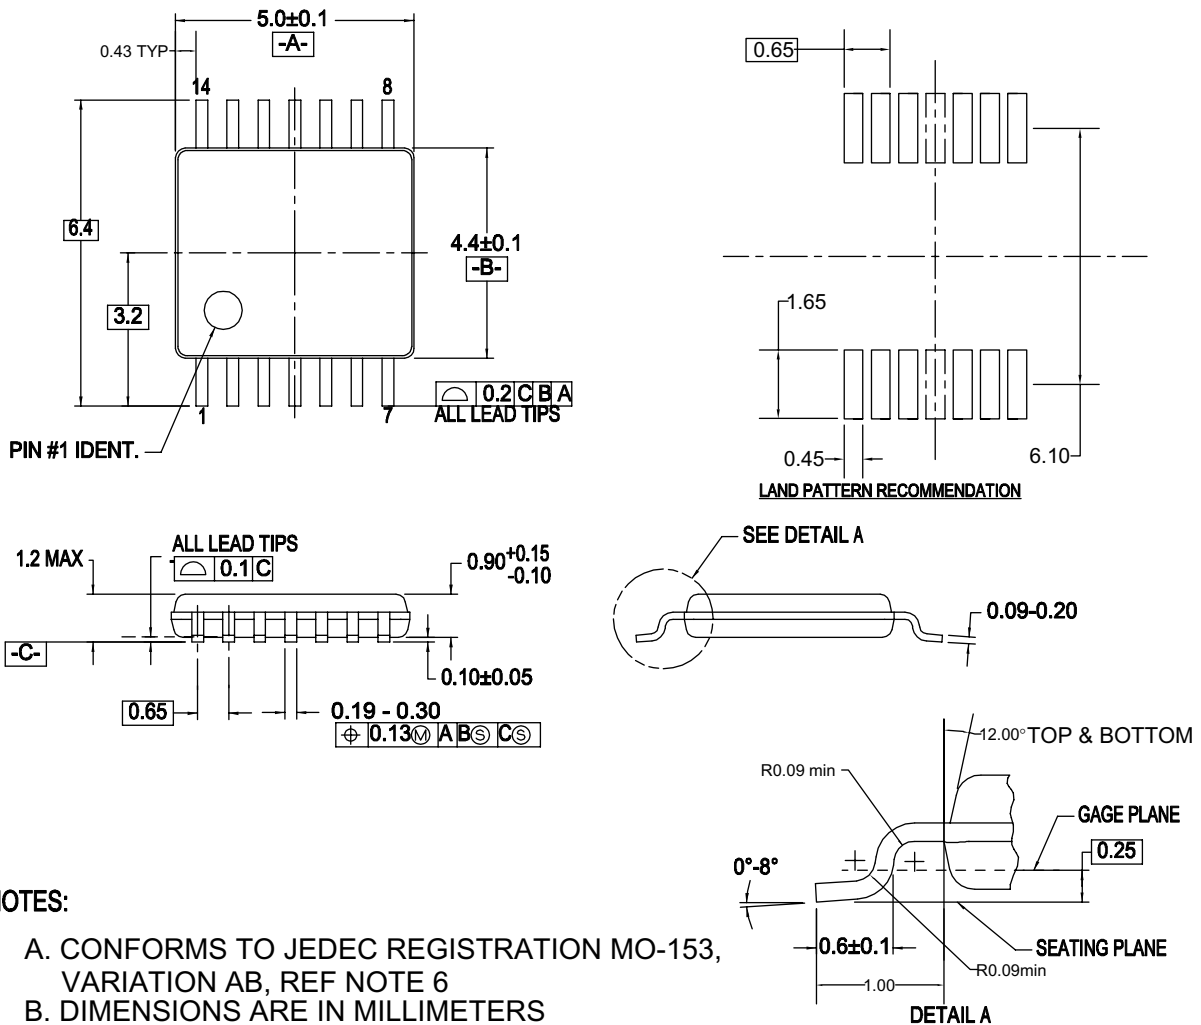 5.0±0.1
-A-
0.43 TYP
14
8
6.4
3.2
4.4±0.1
-B-
0.2 C B A
ALL LEAD TIPS
1
7
PIN #1 IDENT.
0.65
1.65
0.45
6.10
LAND PATTERN RECOMMENDATION
ALL LEAD TIPS
0.1 C
1.2 MAX
0.90 +0.15
-0.10
-C-
0.10±0.05
0.65
0.19 - 0.30
⌖ 0.13Ⓜ A BⓈ CⓈ
SEE DETAIL A
0.09-0.20
12.00° TOP & BOTTOM
R0.09 min
GAGE PLANE
0.25
0°-8°
0.6±0.1
SEATING PLANE
R0.09min
1.00
DETAIL A
OTES:
A. CONFORMS TO JEDEC REGISTRATION MO-153,
VARIATION AB, REF NOTE 6
B. DIMENSIONS ARE IN MILLIMETERS